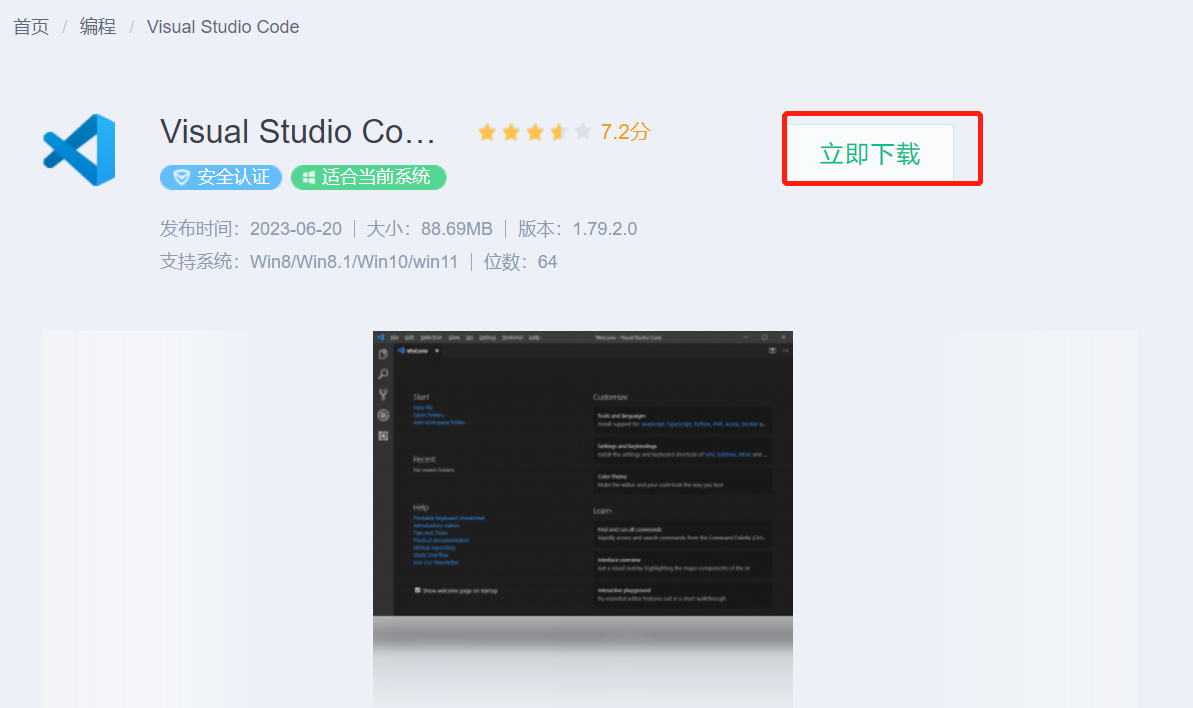 首页 / 编程 / Visual Studio Code
Visual Studio Co... 7.2分
立即下载
安全认证 适合当前系统
发布时间：2023-06-20 | 大小：88.69MB | 版本：1.79.2.0
支持系统：Win8/Win8.1/Win10/win11 | 位数：64
File Edit Selection View Go Debug Terminal Help Welcome - Visual Studio Code
Welcome
Start
New file
Open folder...
Add workspace folder...
Recent
No recent folders
Help
Printable keyboard cheatsheet
Introductory videos
Tips and Tricks
Product documentation
GitHub repository
Stack Overflow
Join our Newsletter
Show welcome page on startup
Customize
Tools and languages
Install support for JavaScript, TypeScript, Python, PHP, Azure, Docker a...
Settings and keybindings
Install the settings and keyboard shortcuts of Vim, Sublime, Atom and ...
Color theme
Make the editor and your code look the way you love
Learn
Find and run all commands
Rapidly access and search commands from the Command Palette (Ctrl...
Interface overview
Get a visual overlay highlighting the major components of the UI
Interactive playground
Try essential editor features out in a short walkthrough